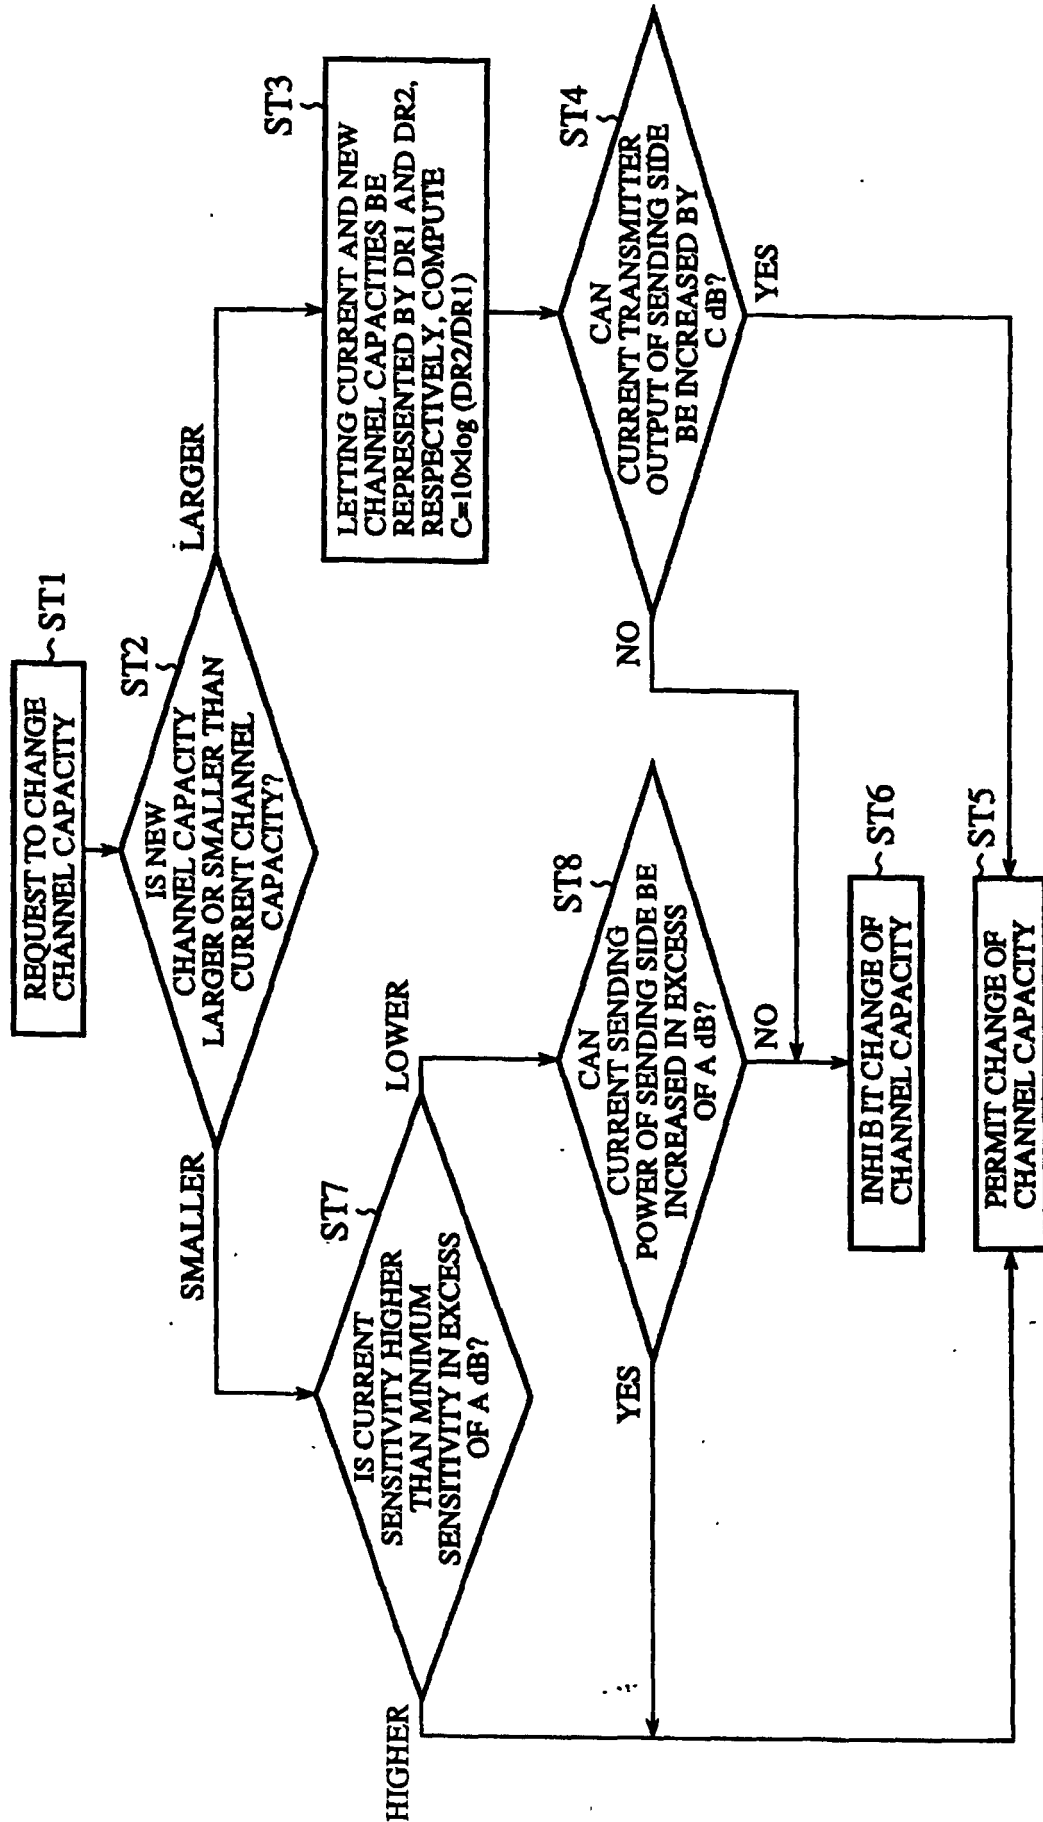 REQUEST TO CHANGE
CHANNEL CAPACITY
ST1
ST2
IS NEW
CHANNEL CAPACITY
LARGER OR SMALLER THAN
CURRENT CHANNEL
CAPACITY?
SMALLER
LARGER
ST3
LETTING CURRENT AND NEW
CHANNEL CAPACITIES BE
REPRESENTED BY DR1 AND DR2,
RESPECTIVELY, COMPUTE
C=10×log (DR2/DR1)
ST7
IS CURRENT
SENSITIVITY HIGHER
THAN MINIMUM
SENSITIVITY IN EXCESS
OF A dB?
HIGHER
LOWER
ST8
CAN
CURRENT SENDING
POWER OF SENDING SIDE BE
INCREASED IN EXCESS
OF A dB?
YES
NO
ST4
CAN
CURRENT TRANSMITTER
OUTPUT OF SENDING SIDE
BE INCREASED BY
C dB?
NO
YES
ST6
INHIBIT CHANGE OF
CHANNEL CAPACITY
ST5
PERMIT CHANGE OF
CHANNEL CAPACITY